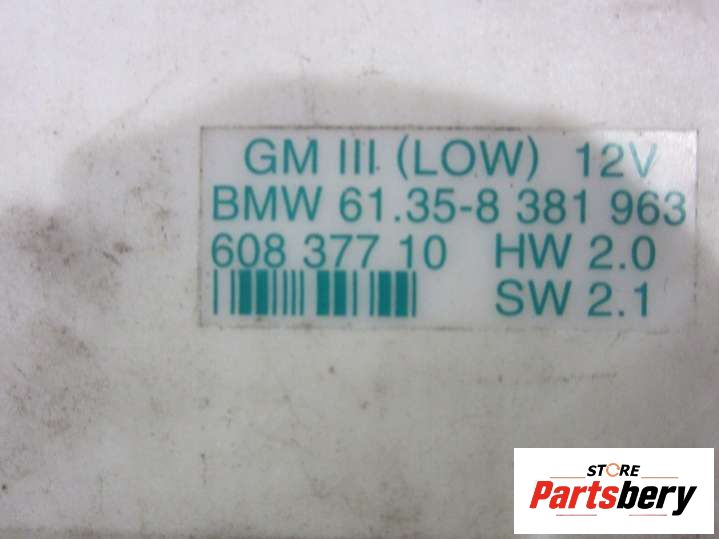 GM III (LOW) 12V
BMW 61.35-8 381 963
608 377 10 HW 2.0
SW 2.1
STORE
Partsbery